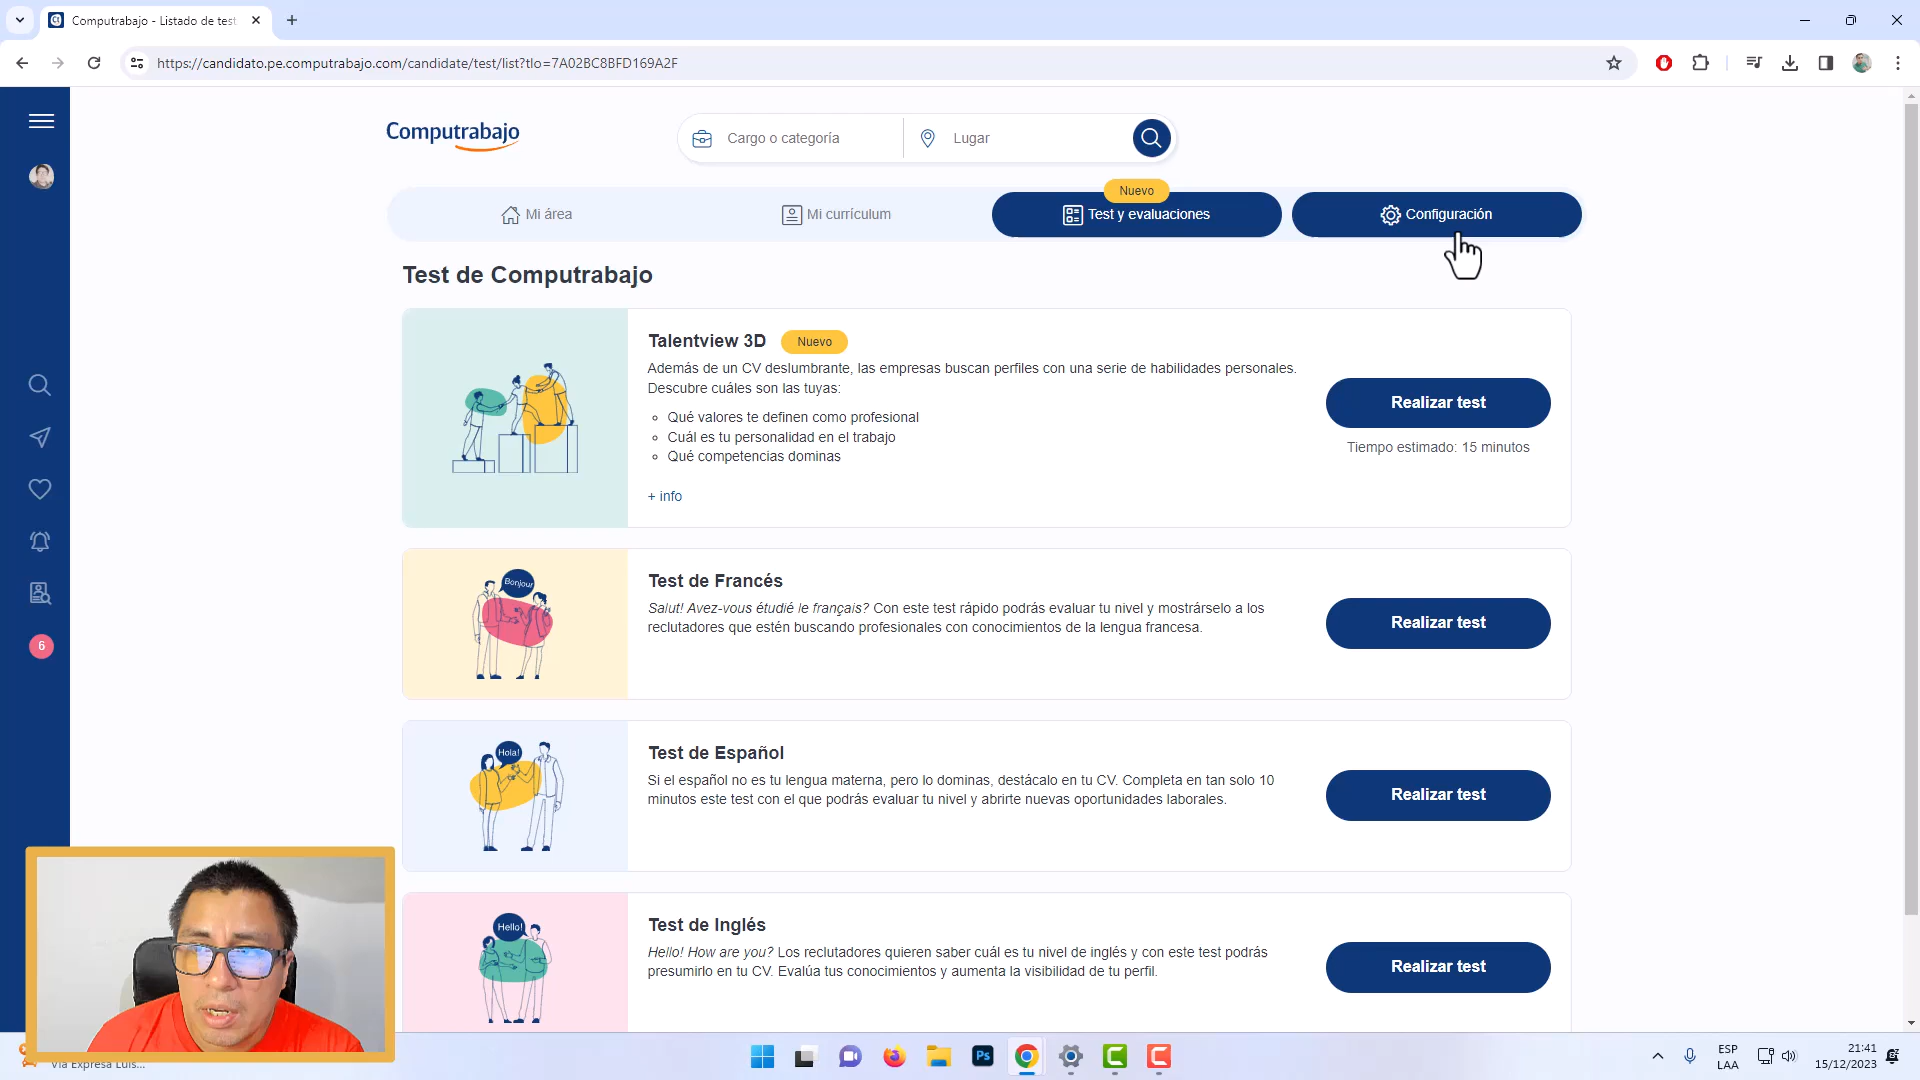 Computrabajo - Listado de test
https://candidato.pe.computrabajo.com/candidate/test/list?tlo=7A02BC8BFD169A2F
Computrabajo
Cargo o categoría
Lugar
Nuevo
Mi área
Mi currículum
Test y evaluaciones
Configuración
Test de Computrabajo
Talentview 3D
Nuevo
Además de un CV deslumbrante, las empresas buscan perfiles con una serie de habilidades personales.
Descubre cuáles son las tuyas:
Qué valores te definen como profesional
Cuál es tu personalidad en el trabajo
Qué competencias dominas
+ info
Realizar test
Tiempo estimado: 15 minutos
Bonjour
Test de Francés
Salut! Avez-vous étudié le français? Con este test rápido podrás evaluar tu nivel y mostrárselo a los
reclutadores que estén buscando profesionales con conocimientos de la lengua francesa.
Realizar test
6
Hola!
Test de Español
Si el español no es tu lengua materna, pero lo dominas, destácalo en tu CV. Completa en tan solo 10
minutos este test con el que podrás evaluar tu nivel y abrirte nuevas oportunidades laborales.
Realizar test
Hello!
Test de Inglés
Hello! How are you? Los reclutadores quieren saber cuál es tu nivel de inglés y con este test podrás
presumirlo en tu CV. Evalúa tus conocimientos y aumenta la visibilidad de tu perfil.
Realizar test
Vía Expresa Luis...
Ps
ESP
LAA
21:41
15/12/2023